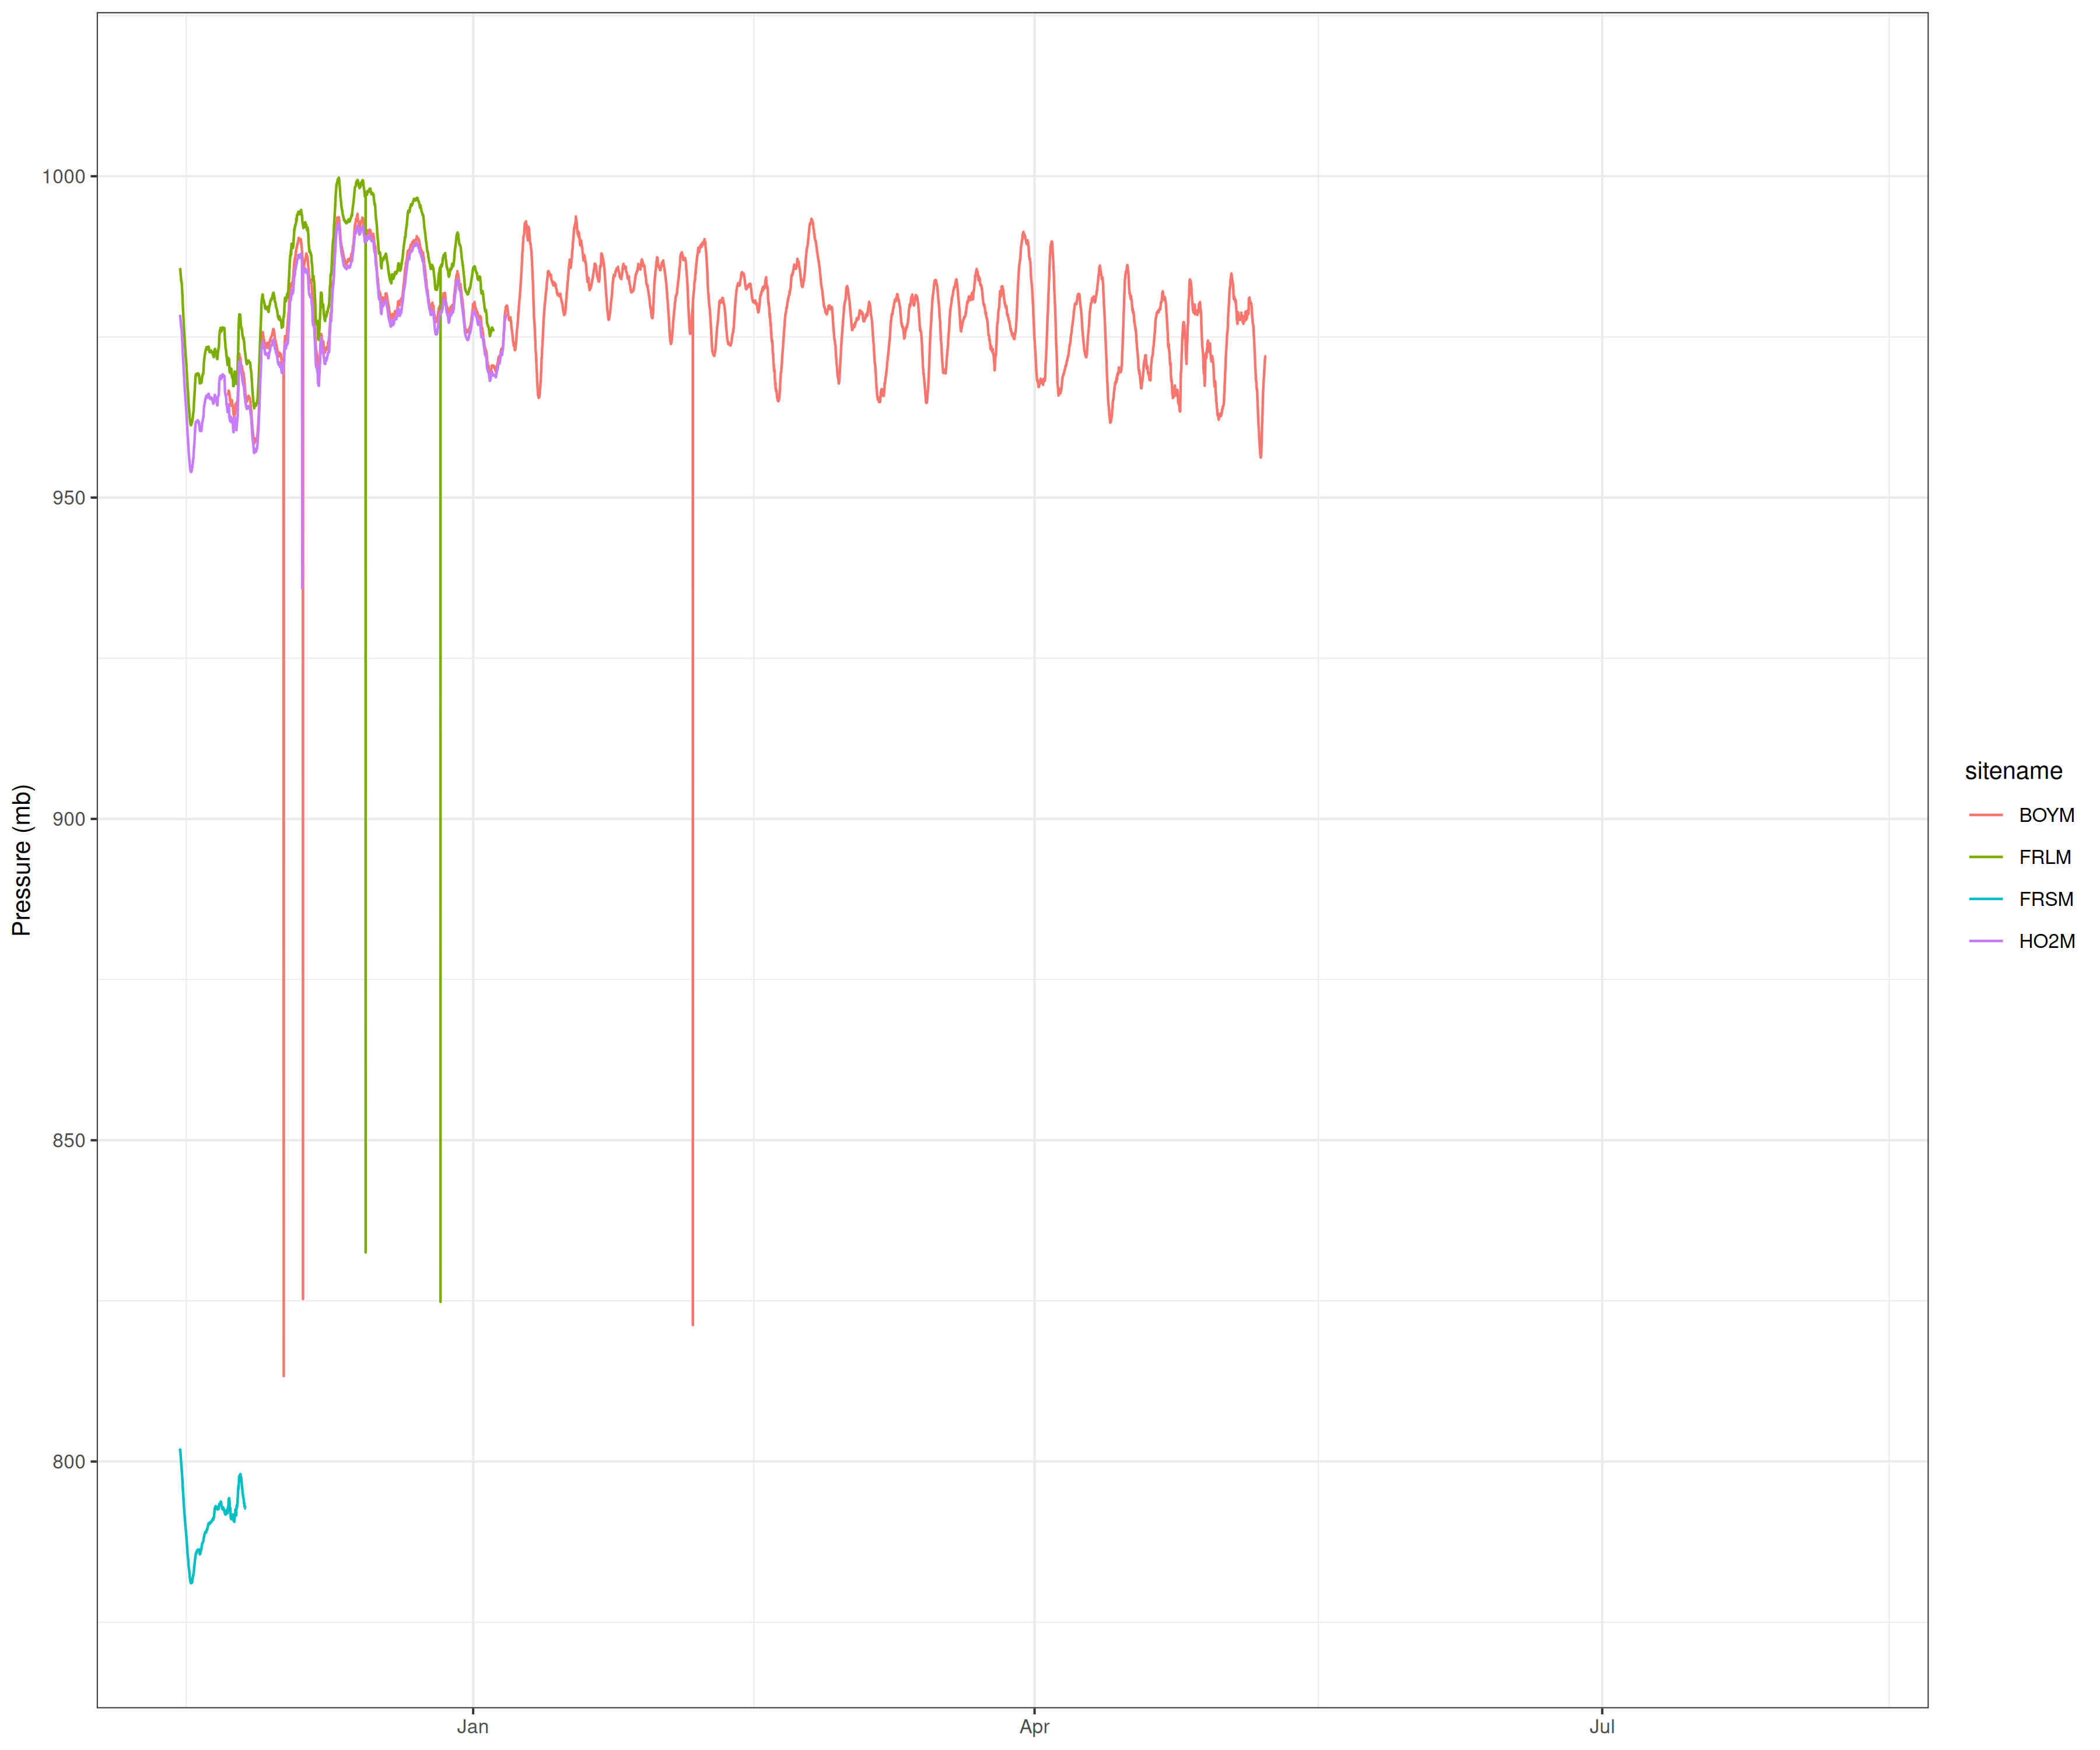 1000
950
900
850
800
Pressure (mb)
Jan
Apr
Jul
sitename
BOYM
FRLM
FRSM
HO2M